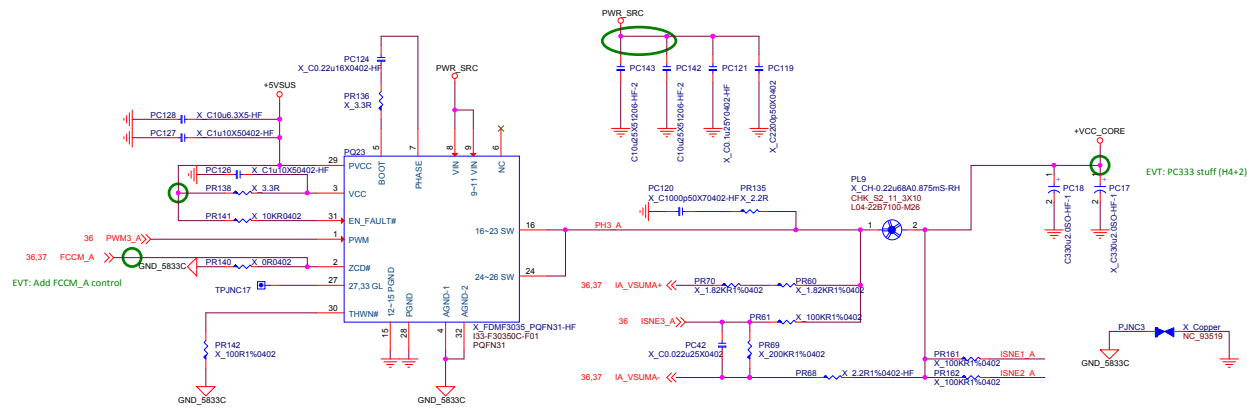 PWR_SRC
PC143
C10u25X51206-HF-2
PC142
C10u25X51206-HF-2
PC121
X_C0.1u25Y0402-HF
PC119
X_C2200p50X0402
PC124
X_C0.22u16X0402-HF
PR136
X_3.3R
PWR_SRC
+5VSUS
PC128
X_C10u6.3X5-HF
PC127
X_C1u10X50402-HF
PQ23
PC126
X_C1u10X50402-HF
PR138
X_3.3R
PR141
X_10KR0402
36
PWM3_A
36,37
FCCM_A
GND_5833C
PR140
X_0R0402
EVT: Add FCCM_A control
TPJNC17
PR142
X_100R1%0402
GND_5833C
5
7
8
9
6
BOOT
PHASE
VIN
9~11 VIN
NC
29
PVCC
3
VCC
31
EN_FAULT#
1
PWM
2
ZCD#
27
27,33 GL
30
THWN#
16~23 SW
16
24~26 SW
24
12~15 PGND
PGND
AGND-1
AGND-2
15
28
4
32
X_FDMF3035_PQFN31-HF
I33-F30350C-F01
PQFN31
GND_5833C
PC120
X_C1000p50X70402-HF
PR135
X_2.2R
PH3_A
PL9
X_CH-0.22u68A0.875mS-RH
CHK_S2_11_3X10
L04-22B7100-M26
1
2
36,37
IA_VSUMA+
PR70
X_1.82KR1%0402
PR60
X_1.82KR1%0402
36
ISNE3_A
PR61
X_100KR1%0402
PC42
X_C0.022u25X0402
PR69
X_200KR1%0402
36,37
IA_VSUMA-
PR68
X_2.2R1%0402-HF
PR161
X_100KR1%0402
ISNE1_A
PR162
X_100KR1%0402
ISNE2_A
+VCC_CORE
1
2
PC18
C330u2.0SO-HF-1
1
2
PC17
X_C330u2.0SO-HF-1
EVT: PC333 stuff (H4+2)
PJNC3
X_Copper
NC_93519
GND_5833C